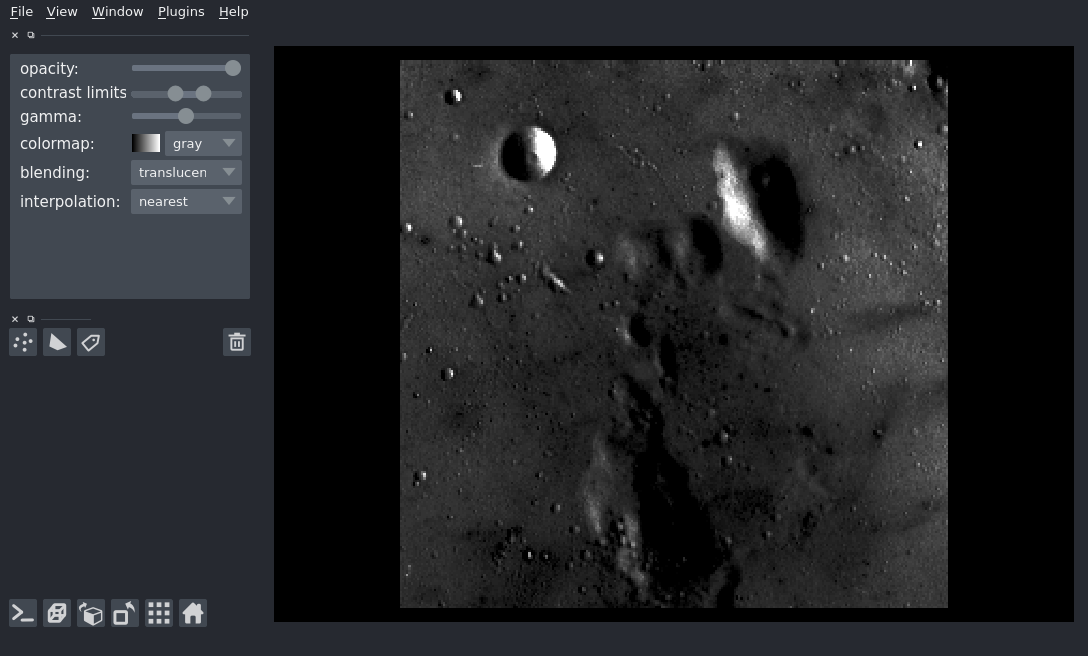 File View Window Plugins Help
opacity:
contrast limits
gamma:
colormap: gray
blending: translucen
interpolation: nearest